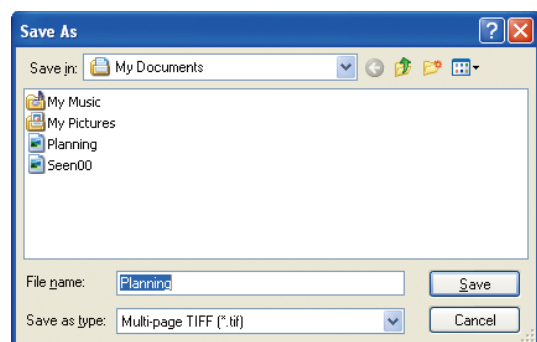 Save As
Save in: My Documents
My Music
My Pictures
Planning
Seen00
File name: Planning Save
Save as type: Multi-page TIFF (*.tif) Cancel